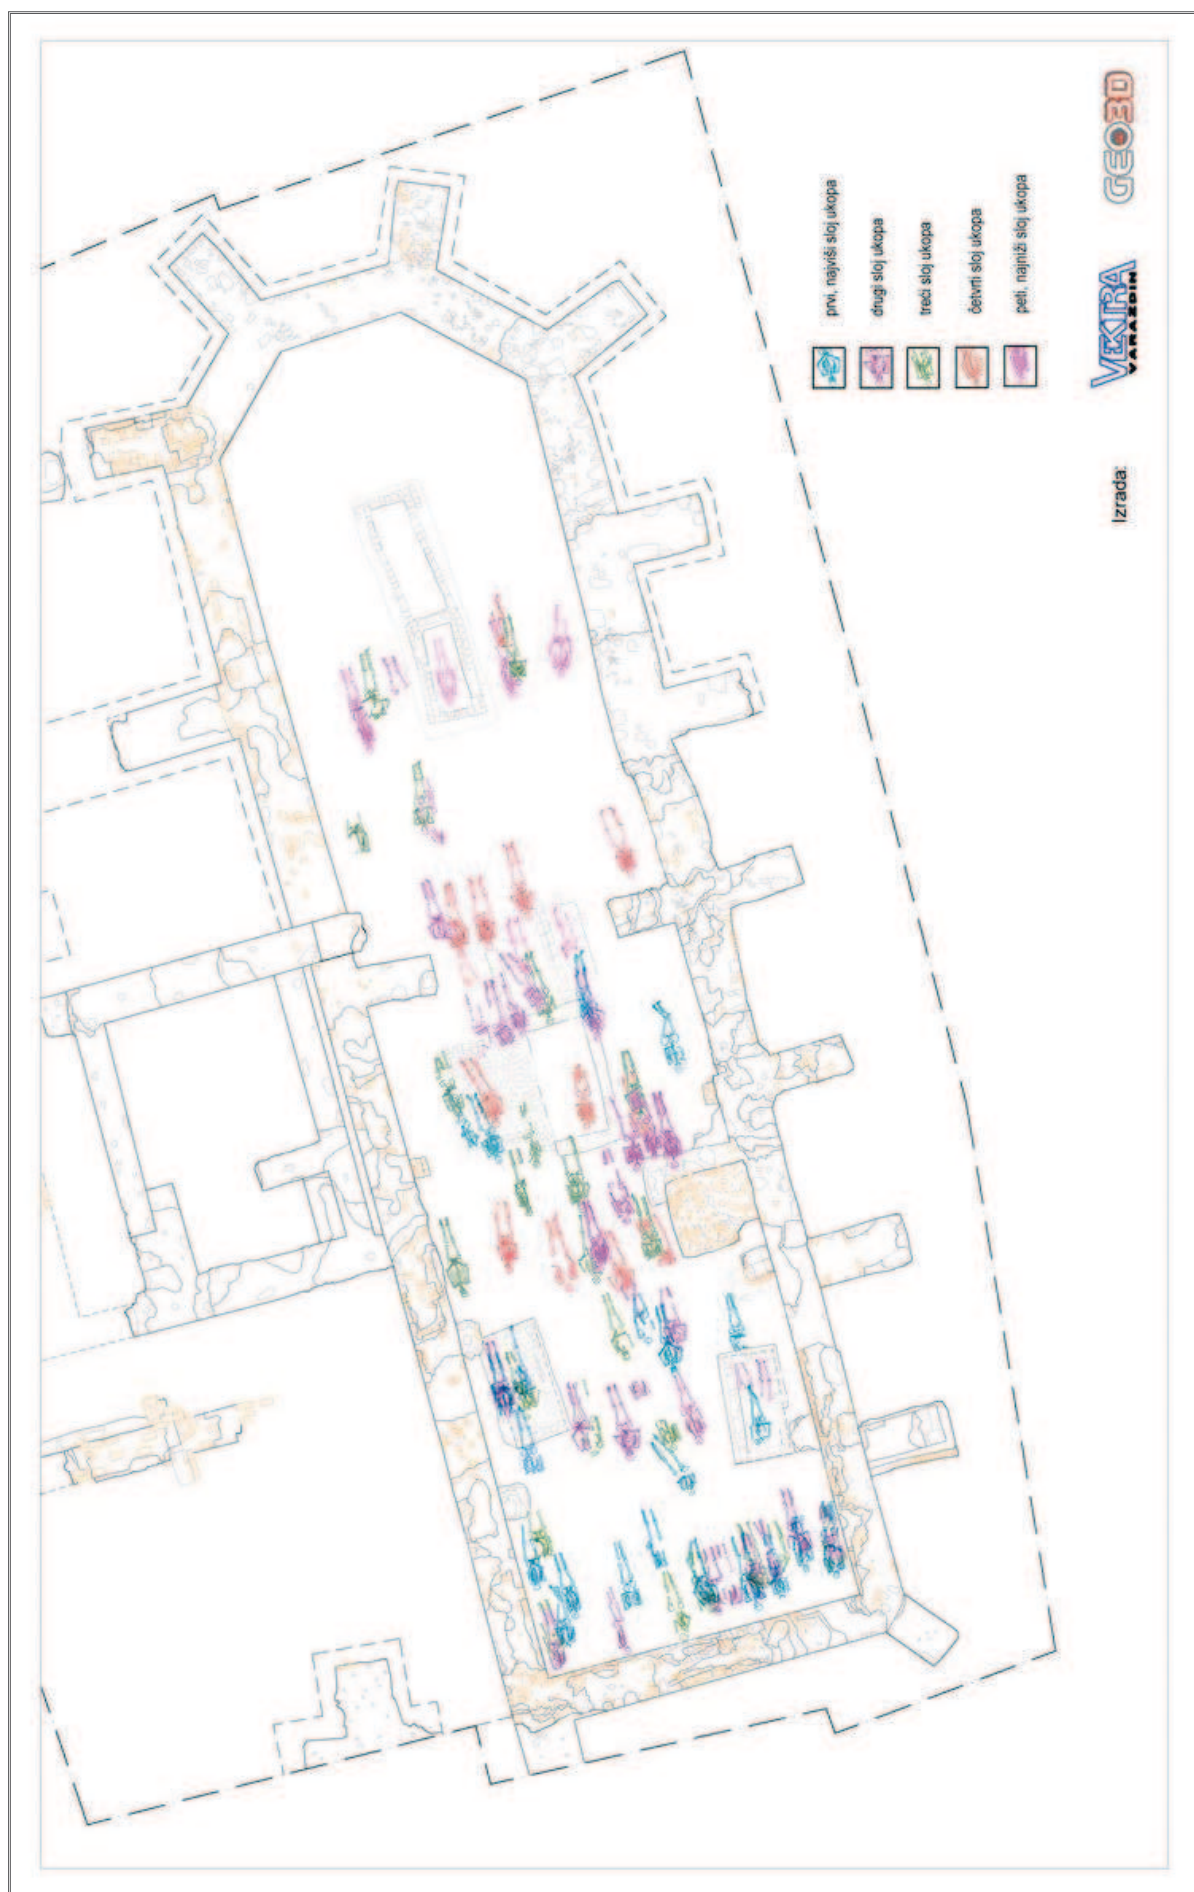 prvi, najviši sloj ukopa
drugi sloj ukopa
treći sloj ukopa
četvrti sloj ukopa
peti, najniži sloj ukopa
Izrada:
VEKTRA
VARAŽDIN
GEO3D